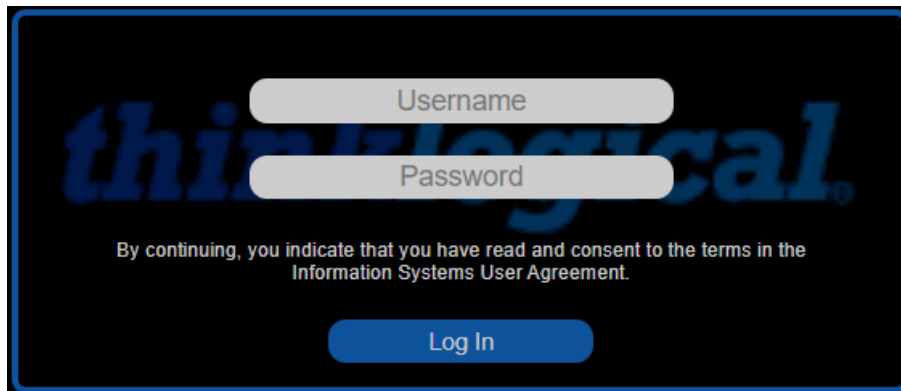 Username
thinklogical®
Password
By continuing, you indicate that you have read and consent to the terms in the
Information Systems User Agreement.
Log In